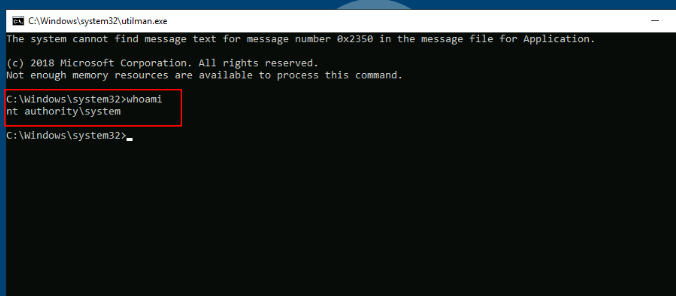 C:\Windows\system32\utilman.exe
The system cannot find message text for message number 0x2350 in the message file for Application.
(c) 2018 Microsoft Corporation. All rights reserved.
Not enough memory resources are available to process this command.
C:\Windows\system32>whoami
nt authority\system
C:\Windows\system32>